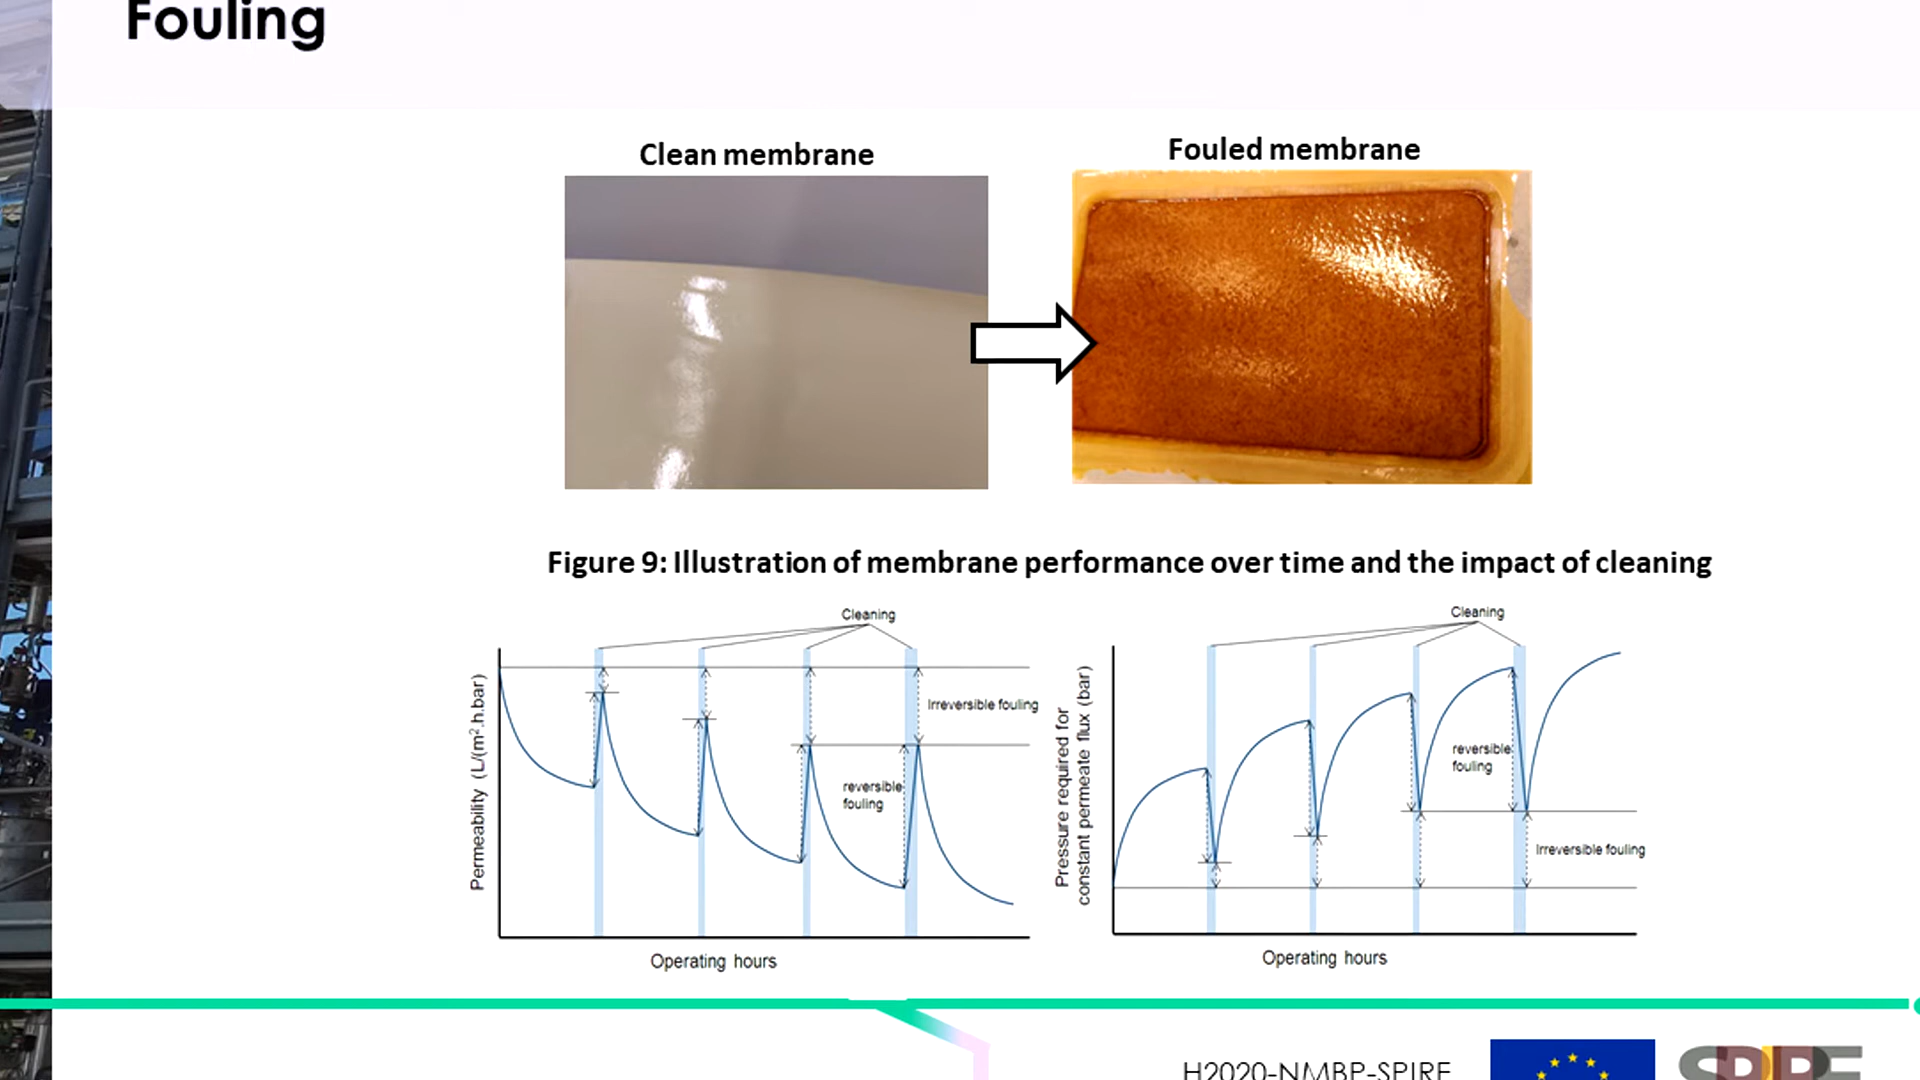 Fouling
Clean membrane
Fouled membrane
Figure 9: Illustration of membrane performance over time and the impact of cleaning
Cleaning
Permeability (L/(m².h.bar)
Irreversible fouling
reversible
fouling
Operating hours
Cleaning
Pressure required for
constant permeate flux (bar)
reversible
fouling
Irreversible fouling
Operating hours
H2020-NMBP-SPIRE
SPIRE